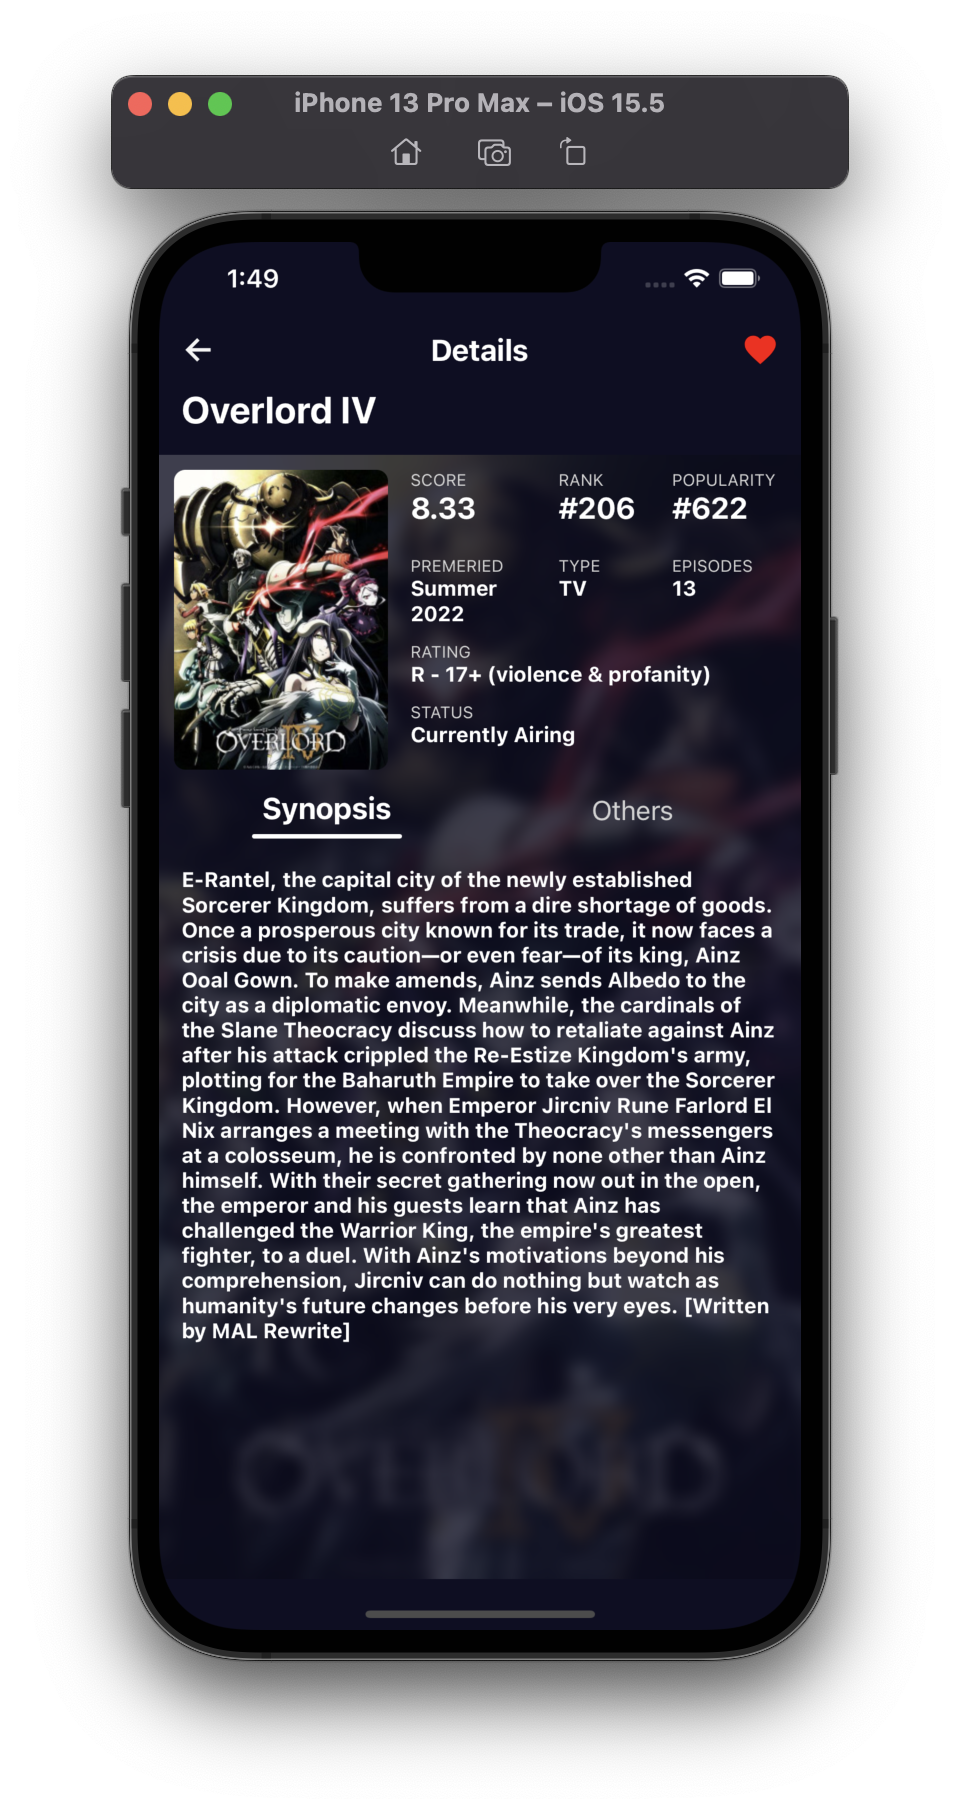 iPhone 13 Pro Max – iOS 15.5
1:49
Details
Overlord IV
SCORE RANK POPULARITY
8.33 #206 #622
PREMERIED TYPE EPISODES
Summer TV 13
2022
RATING
R - 17+ (violence & profanity)
STATUS
Currently Airing
OVERLORD
IV
Synopsis Others
E-Rantel, the capital city of the newly established
Sorcerer Kingdom, suffers from a dire shortage of goods.
Once a prosperous city known for its trade, it now faces a
crisis due to its caution—or even fear—of its king, Ainz
Ooal Gown. To make amends, Ainz sends Albedo to the
city as a diplomatic envoy. Meanwhile, the cardinals of
the Slane Theocracy discuss how to retaliate against Ainz
after his attack crippled the Re-Estize Kingdom's army,
plotting for the Baharuth Empire to take over the Sorcerer
Kingdom. However, when Emperor Jircniv Rune Farlord El
Nix arranges a meeting with the Theocracy's messengers
at a colosseum, he is confronted by none other than Ainz
himself. With their secret gathering now out in the open,
the emperor and his guests learn that Ainz has
challenged the Warrior King, the empire's greatest
fighter, to a duel. With Ainz's motivations beyond his
comprehension, Jircniv can do nothing but watch as
humanity's future changes before his very eyes. [Written
by MAL Rewrite]
OVERLORD
IV